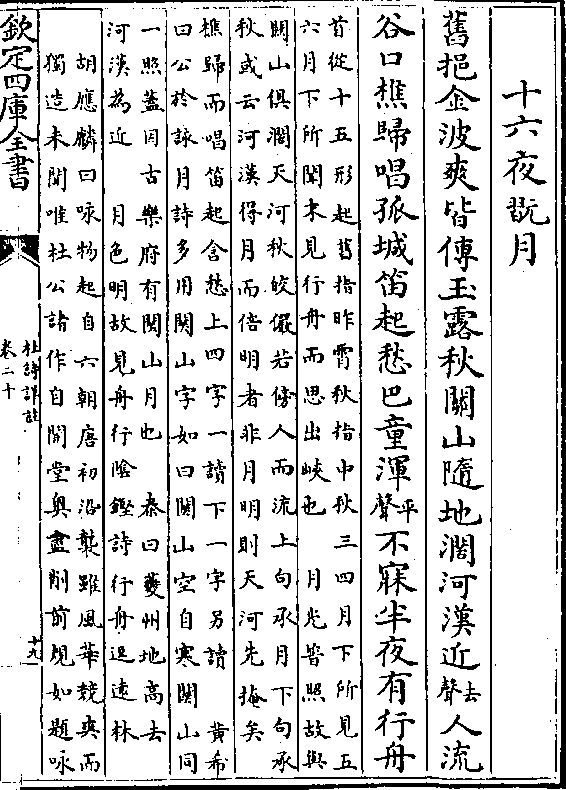 十六夜翫月
舊挹金波爽皆傳玉露秋關山隨地濶河漢近去聲人流
谷口樵歸唱孤城笛起愁巴童渾平聲不寐半夜有行舟
首從十五形起舊指昨霄秋指中秋三四月下所見五
六月下所聞末見行舟而思出峽也　月光皆照故與
關山俱濶天河秋皎儼若傍人而流上句承月下句承
秋或云河漢得月而倍明者非月明則天河先掩矣
樵歸而唱笛起含愁上四字一讀下一字另讀　黄希
曰公於詠月詩多用關山字如曰關山空自寒關山同
一照蓋因古樂府有關山月也　泰曰夔州地高去
河漢為近　月色明故見舟行陰鏗詩行舟逗遠林
胡應麟曰咏物起自六朝唐初沿襲雖風華競爽而
獨造未聞唯杜公諸作自開堂奥盡削前規如題咏
欽定四庫全書
杜詩詳註
卷二十
十九